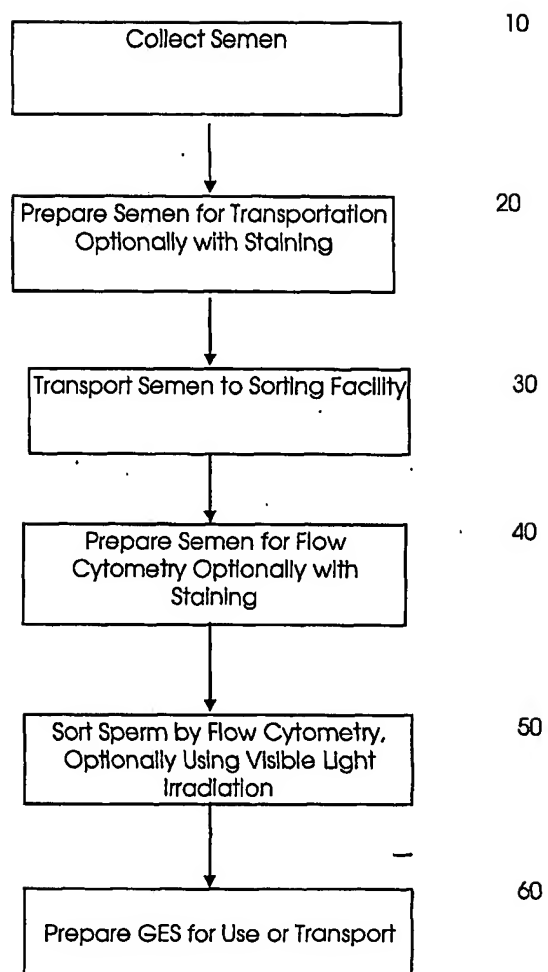 Collect Semen
10
Prepare Semen for Transportation
Optionally with Staining
20
Transport Semen to Sorting Facility
30
Prepare Semen for Flow
Cytometry Optionally with
Staining
40
Sort Sperm by Flow Cytometry,
Optionally Using Visible Light
Irradiation
50
Prepare GES for Use or Transport
60